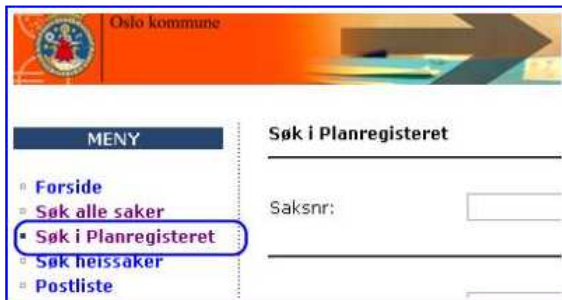 Oslo kommune
MENY
Forside
Søk alle saker
Søk i Planregisteret
Søk heissaker
Postliste
Søk i Planregisteret
Saksnr: